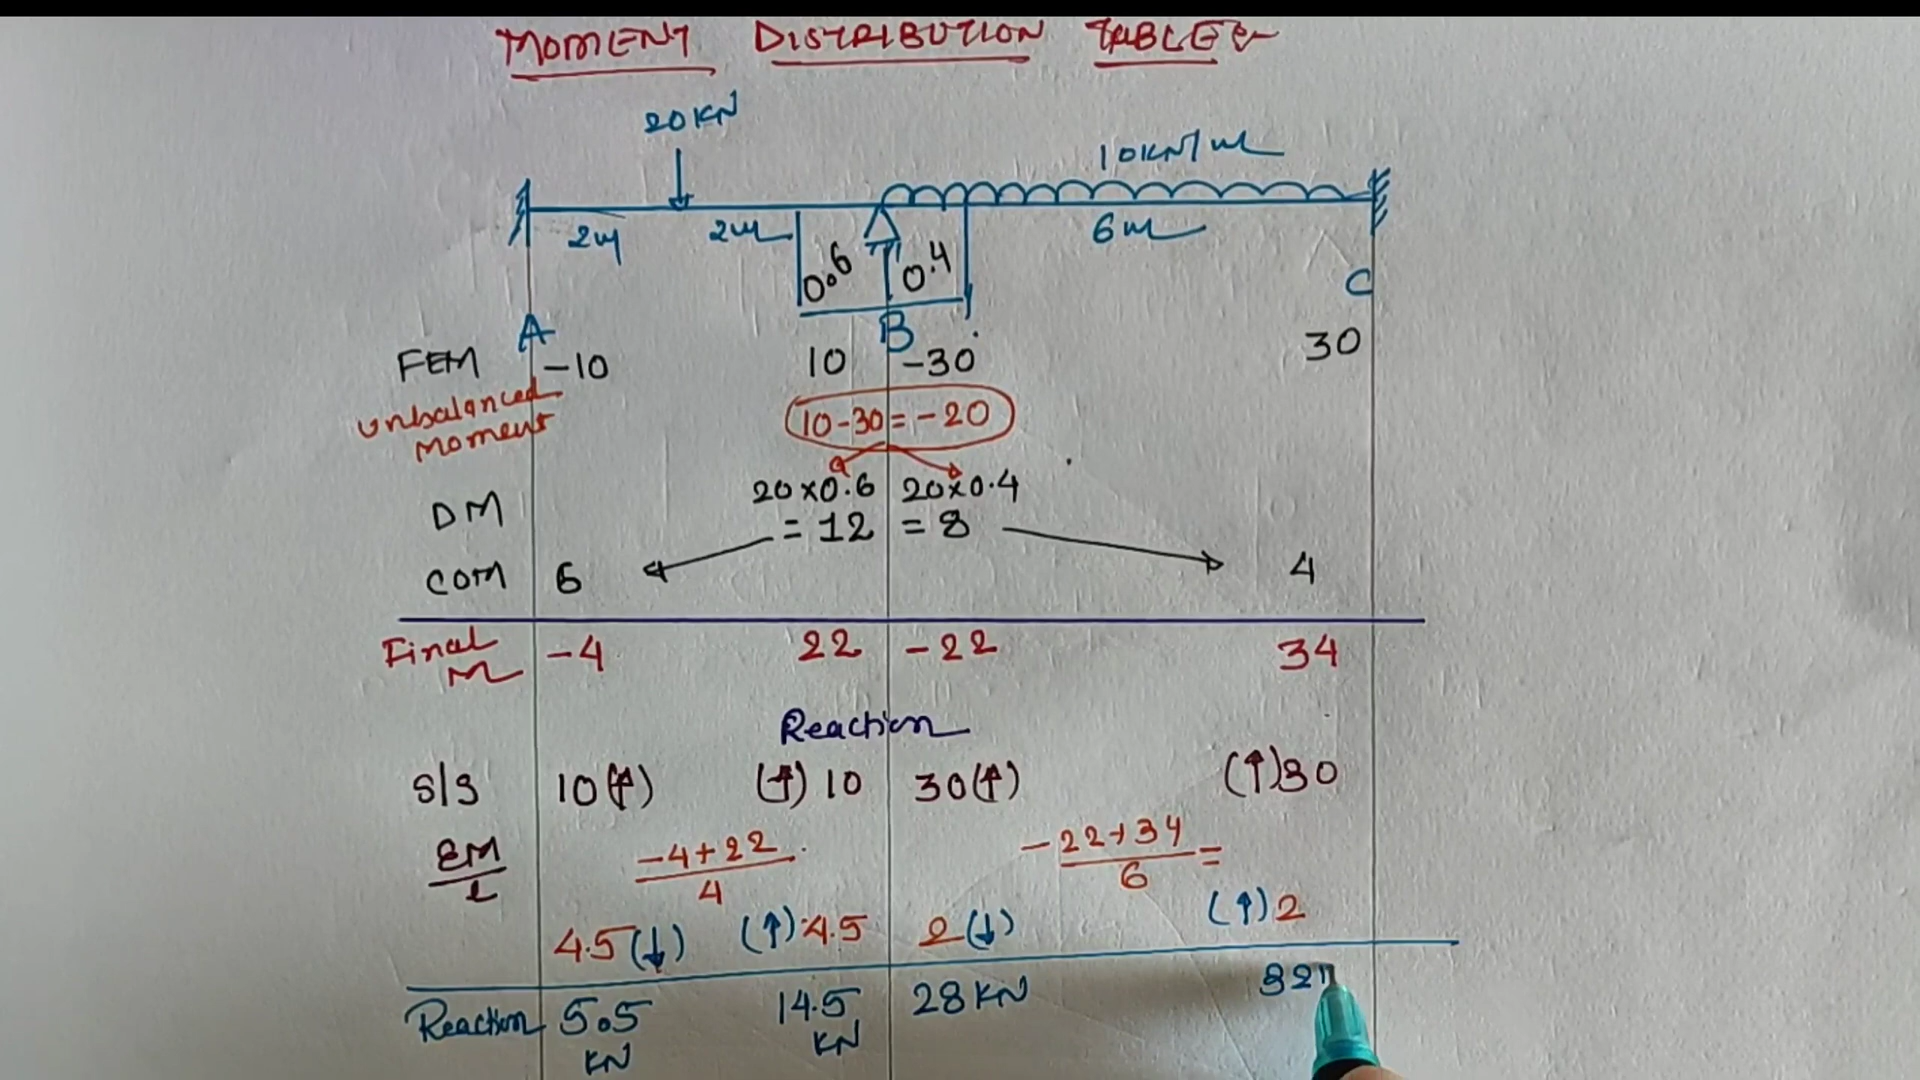 MOMENT DISTRIBUTION TABLE
20KN
10KN/m
2m 2m 6m
0.6 0.4
A B C
FEM -10 10 -30 30
unbalanced
moment
10-30=-20
20×0.6 20×0.4
DM = 12 = 8
COM 6 4
Final
M -4 22 -22 34
Reaction
S/S 10(↑) (↑) 10 30(↑) (↑)30
EM/L -4+22/4 -22+34/6 =
4.5(↓) (↑) 4.5 2(↓) (↑) 2
Reaction 5.5 14.5 28KN 32
KN KN